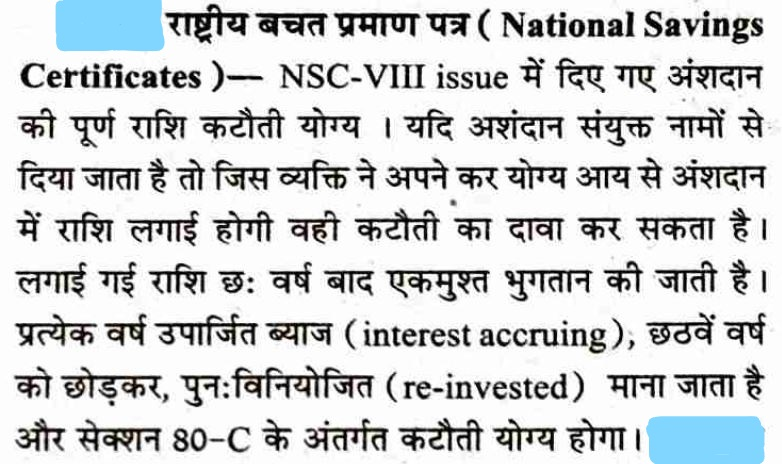 राष्ट्रीय बचत प्रमाण पत्र ( National Savings
Certificates )— NSC-VIII issue में दिए गए अंशदान
की पूर्ण राशि कटौती योग्य । यदि अशंदान संयुक्त नामों से
दिया जाता है तो जिस व्यक्ति ने अपने कर योग्य आय से अंशदान
में राशि लगाई होगी वही कटौती का दावा कर सकता है।
लगाई गई राशि छः वर्ष बाद एकमुश्त भुगतान की जाती है।
प्रत्येक वर्ष उपार्जित ब्याज ( interest accruing ), छठवें वर्ष
को छोड़कर, पुनःविनियोजित ( re-invested ) माना जाता है
और सेक्शन 80-C के अंतर्गत कटौती योग्य होगा।